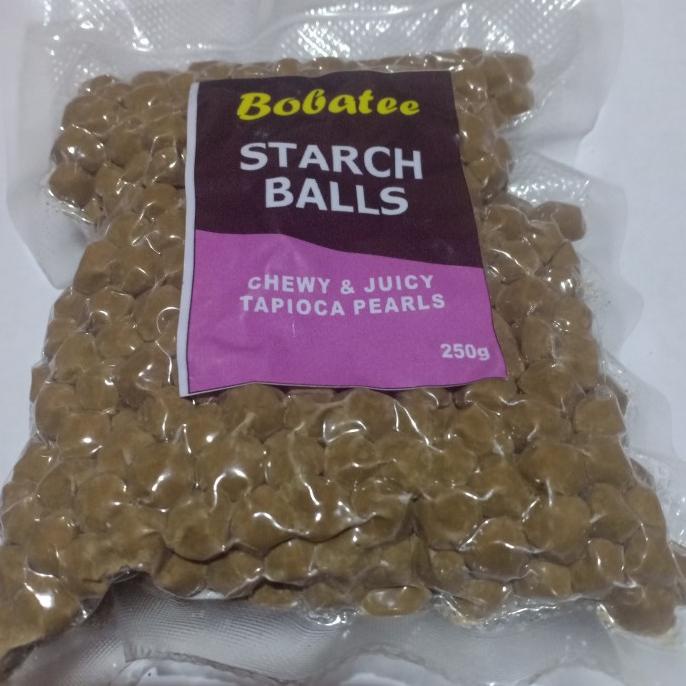 Bobatee
STARCH
BALLS
CHEWY & JUICY
TAPIOCA PEARLS
250g